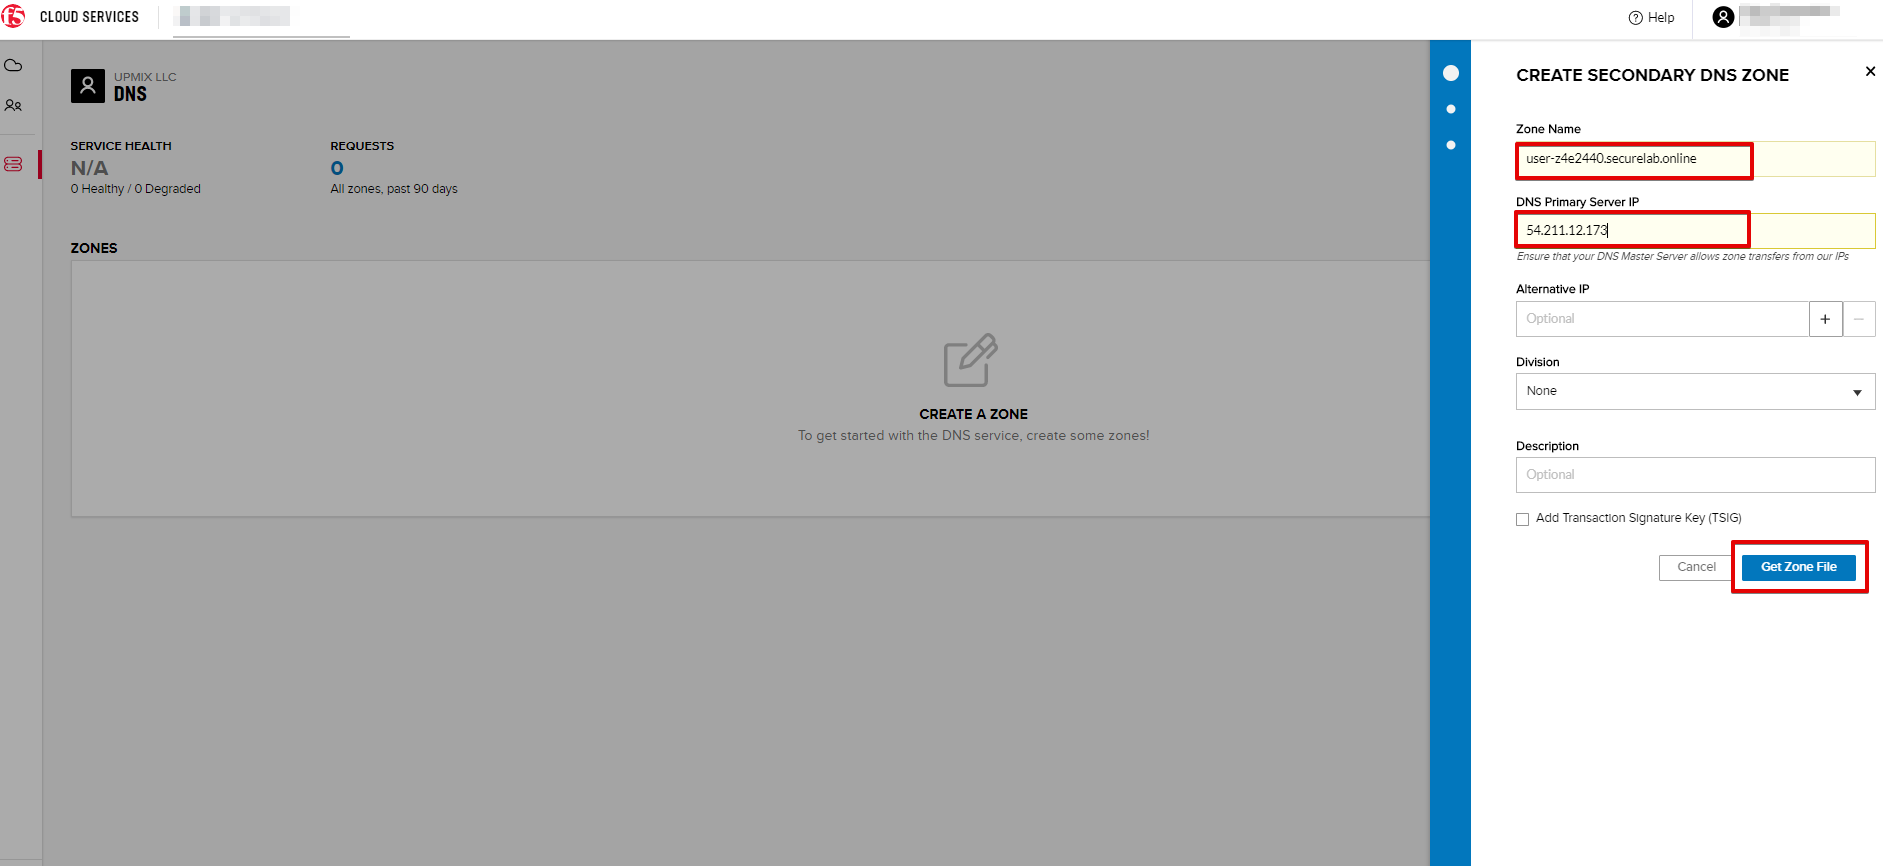 f5 CLOUD SERVICES
Help
UPMIX LLC
DNS
SERVICE HEALTH
N/A
0 Healthy / 0 Degraded
REQUESTS
0
All zones, past 90 days
ZONES
CREATE A ZONE
To get started with the DNS service, create some zones!
CREATE SECONDARY DNS ZONE
Zone Name
user-z4e2440.securelab.online
DNS Primary Server IP
54.211.12.173
Ensure that your DNS Master Server allows zone transfers from our IPs
Alternative IP
Optional
+
−
Division
None
Description
Optional
Add Transaction Signature Key (TSIG)
Cancel
Get Zone File